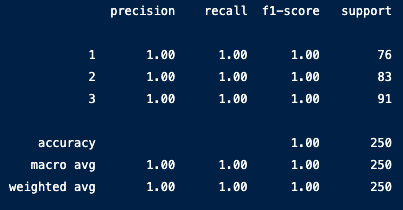 precision recall f1-score support
1 1.00 1.00 1.00 76
2 1.00 1.00 1.00 83
3 1.00 1.00 1.00 91
accuracy 1.00 250
macro avg 1.00 1.00 1.00 250
weighted avg 1.00 1.00 1.00 250